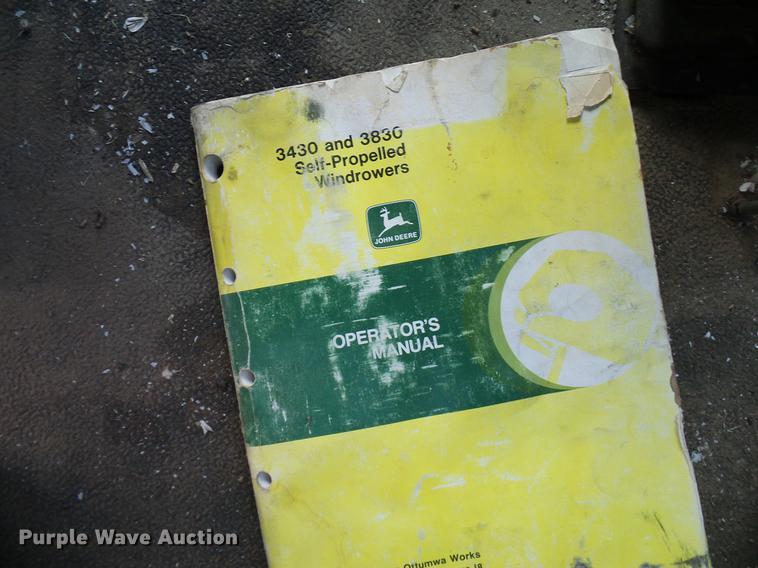 3430 and 3830
Self-Propelled
Windrowers
JOHN DEERE
OPERATOR'S
MANUAL
Ottumwa Works
Purple Wave Auction